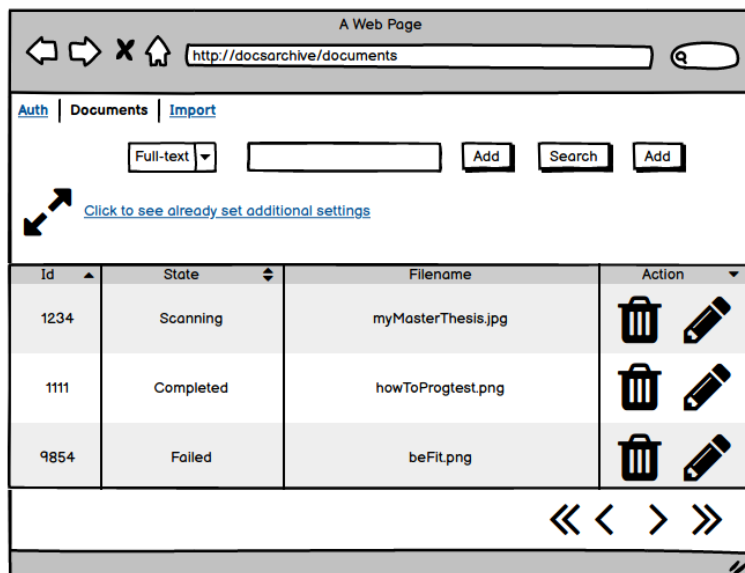 A Web Page
http://docsarchive/documents
Auth Documents Import
Full-text Add Search Add
Click to see already set additional settings
Id State Filename Action
1234 Scanning myMasterThesis.jpg
1111 Completed howToProgtest.png
9854 Failed beFit.png